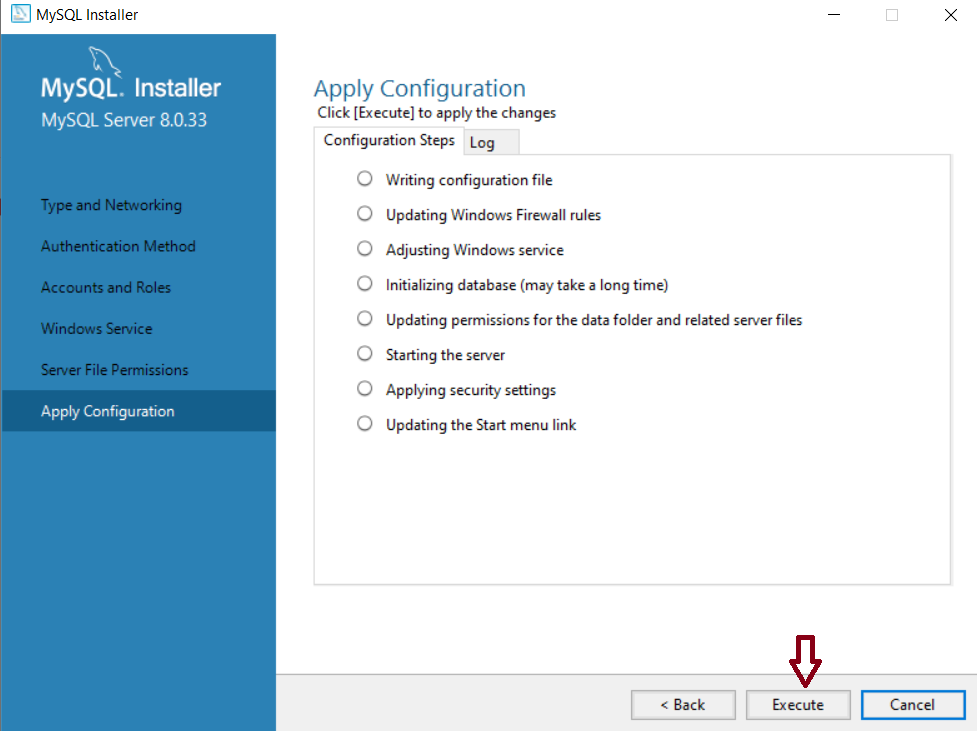 MySQL Installer
MySQL. Installer
MySQL Server 8.0.33
Type and Networking
Authentication Method
Accounts and Roles
Windows Service
Server File Permissions
Apply Configuration
Apply Configuration
Click [Execute] to apply the changes
Configuration Steps
Log
Writing configuration file
Updating Windows Firewall rules
Adjusting Windows service
Initializing database (may take a long time)
Updating permissions for the data folder and related server files
Starting the server
Applying security settings
Updating the Start menu link
< Back
Execute
Cancel